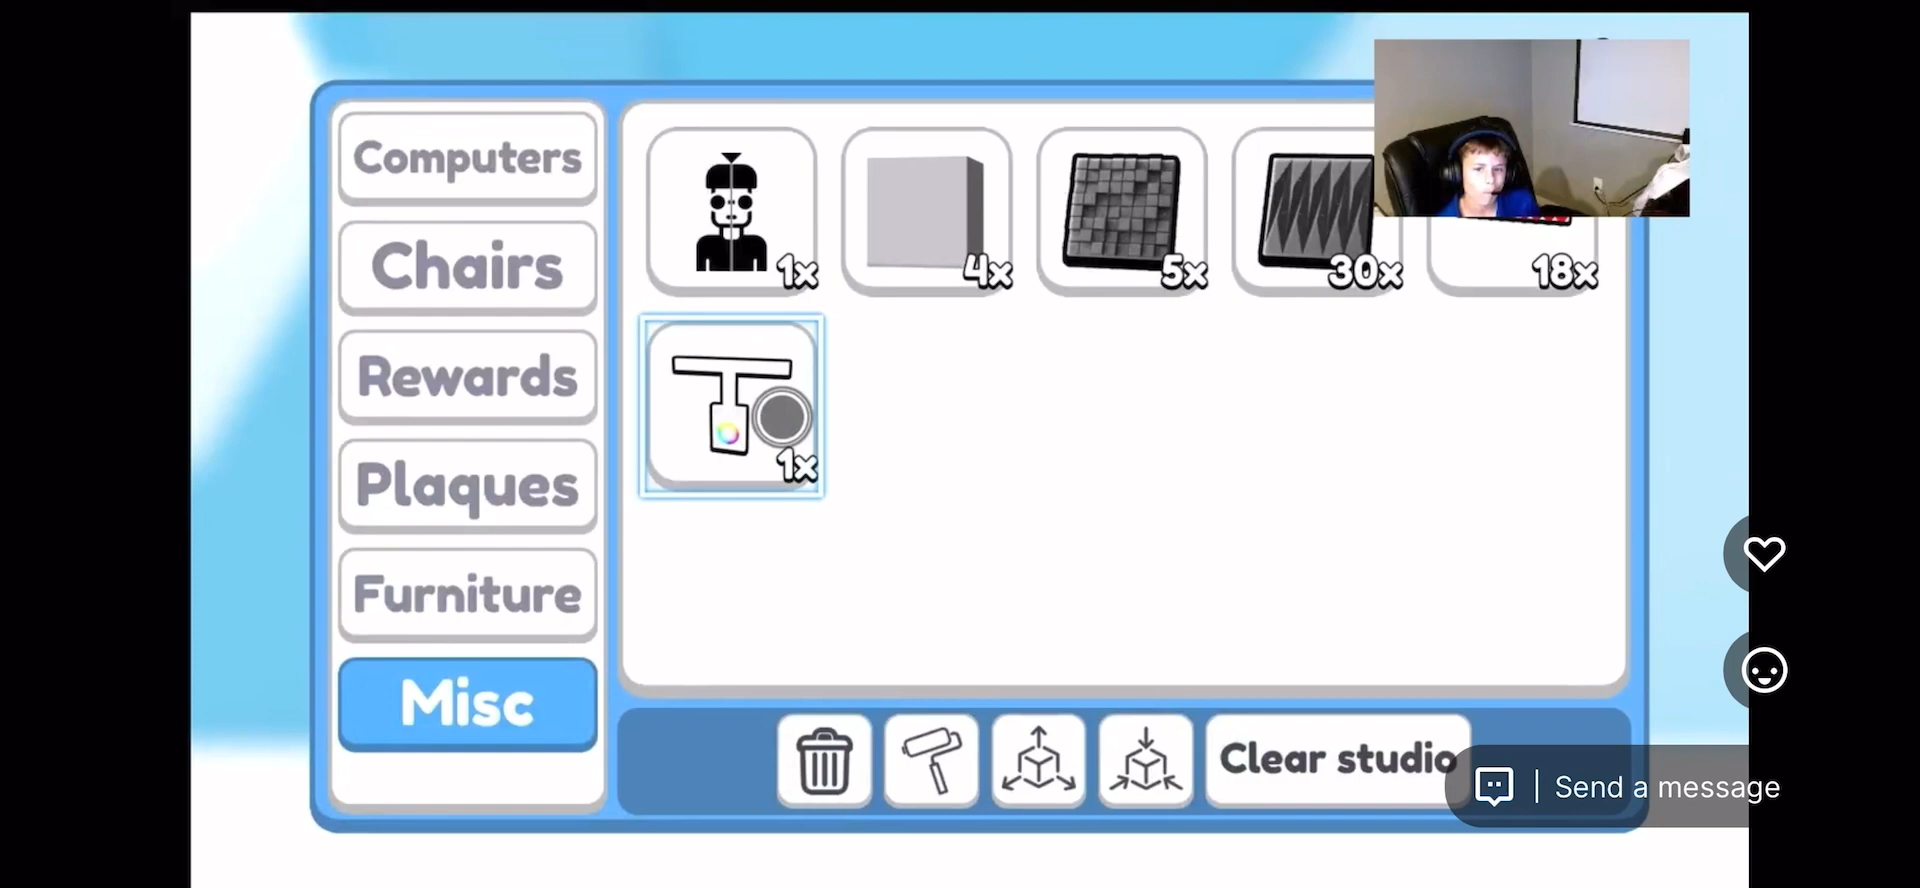 Computers
Chairs
Rewards
Plaques
Furniture
Misc
1x
4x
5x
30x
18x
1x
Clear studio
Send a message